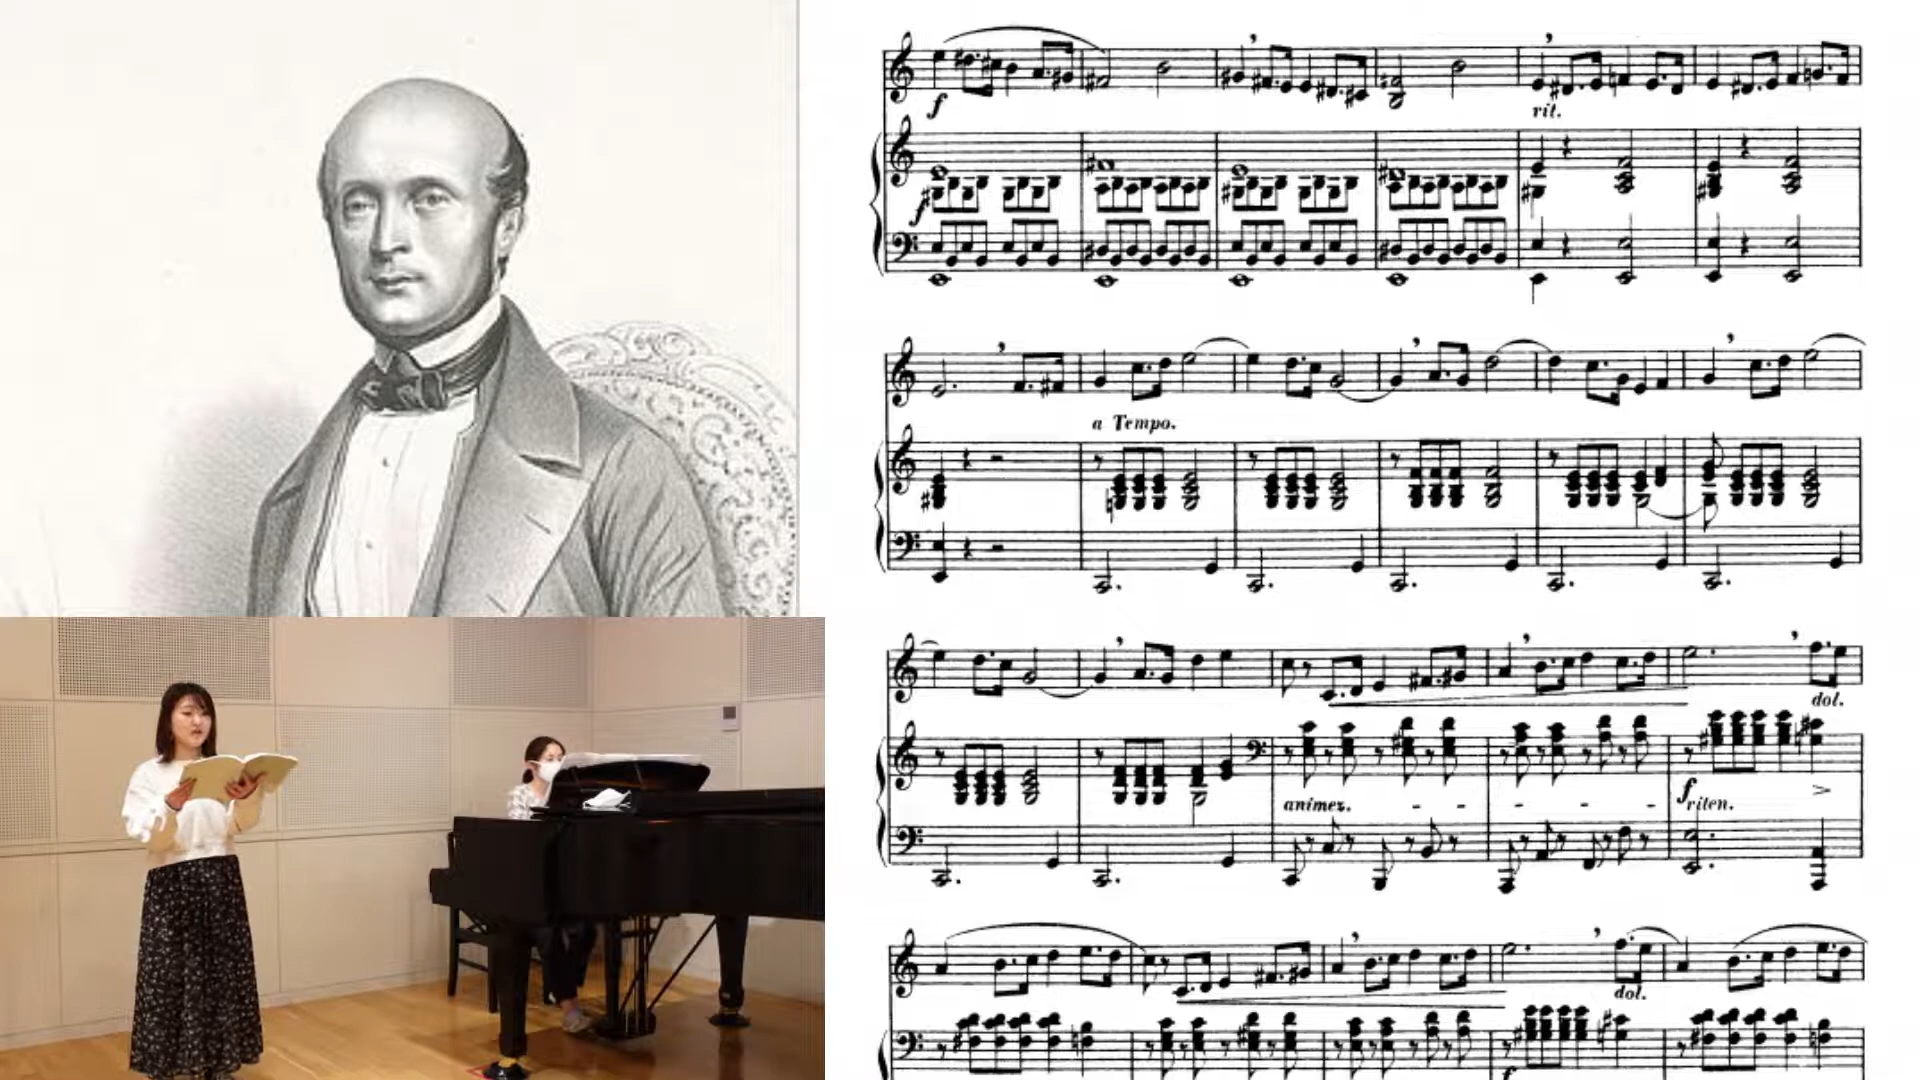 f
rit.
f
a Tempo.
dol.
animez. - - - - - f riten. >
dol.
f